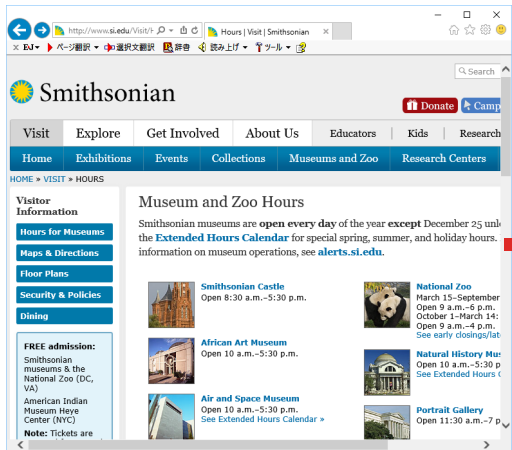 http://www.si.edu/Visit/H
Hours | Visit | Smithsonian
× EJ ページ翻訳 中日選択文翻訳 辞書 読み上げ ツール
Search
Smithsonian
Donate Camp
Visit Explore Get Involved About Us Educators Kids Research
Home Exhibitions Events Collections Museums and Zoo Research Centers
HOME » VISIT » HOURS
Visitor
Information
Hours for Museums
Maps & Directions
Floor Plans
Security & Policies
Dining
FREE admission:
Smithsonian
museums & the
National Zoo (DC,
VA)
American Indian
Museum Heye
Center (NYC)
Note: Tickets are
Museum and Zoo Hours
Smithsonian museums are open every day of the year except December 25 unle
the Extended Hours Calendar for special spring, summer, and holiday hours.
information on museum operations, see alerts.si.edu.
Smithsonian Castle
Open 8:30 a.m.–5:30 p.m.
African Art Museum
Open 10 a.m.–5:30 p.m.
Air and Space Museum
Open 10 a.m.–5:30 p.m.
See Extended Hours Calendar »
National Zoo
March 15–September
Open 9 a.m.–6 p.m.
October 1–March 14:
Open 9 a.m.–4 p.m.
See early closings/lat
Natural History Mus
Open 10 a.m.–5:30 p
See Extended Hours C
Portrait Gallery
Open 11:30 a.m.–7 p